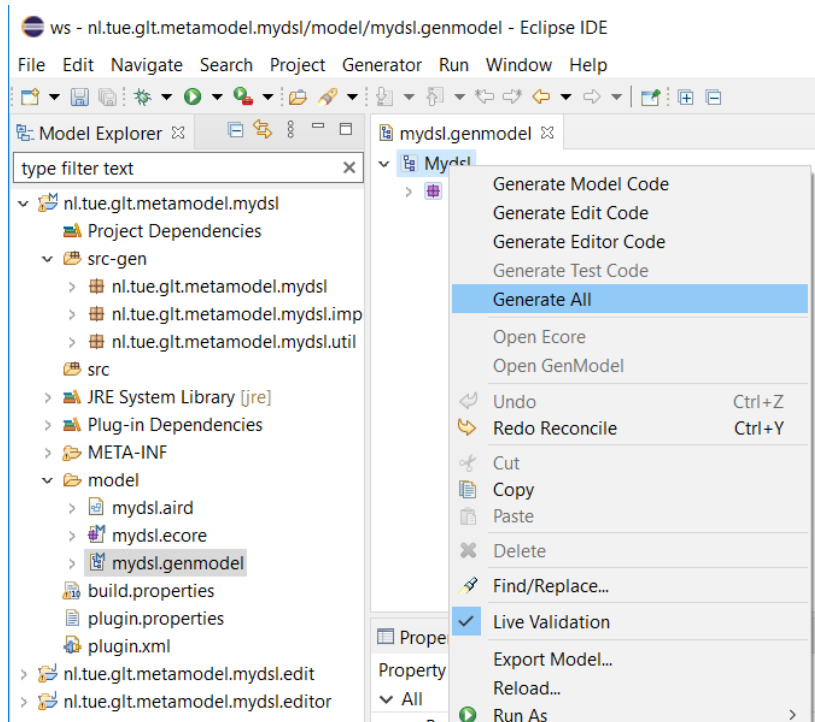 ws - nl.tue.glt.metamodel.mydsl/model/mydsl.genmodel - Eclipse IDE
File Edit Navigate Search Project Generator Run Window Help
Model Explorer
type filter text
nl.tue.glt.metamodel.mydsl
Project Dependencies
src-gen
nl.tue.glt.metamodel.mydsl
nl.tue.glt.metamodel.mydsl.imp
nl.tue.glt.metamodel.mydsl.util
src
JRE System Library [jre]
Plug-in Dependencies
META-INF
model
mydsl.aird
mydsl.ecore
mydsl.genmodel
build.properties
plugin.properties
plugin.xml
nl.tue.glt.metamodel.mydsl.edit
nl.tue.glt.metamodel.mydsl.editor
mydsl.genmodel
Mydsl
Generate Model Code
Generate Edit Code
Generate Editor Code
Generate Test Code
Generate All
Open Ecore
Open GenModel
Undo Ctrl+Z
Redo Reconcile Ctrl+Y
Cut
Copy
Paste
Delete
Find/Replace...
Live Validation
Export Model...
Reload...
Run As
Prope
Property
All